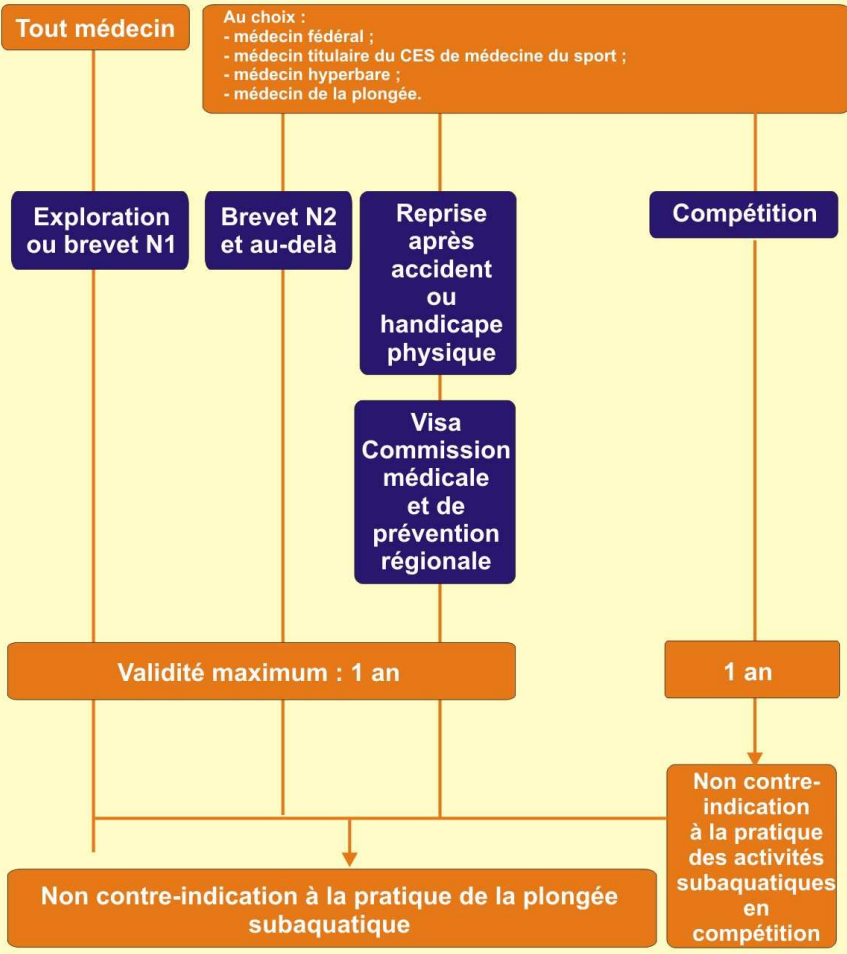 Tout médecin
Au choix :
- médecin fédéral ;
- médecin titulaire du CES de médecine du sport ;
- médecin hyperbare ;
- médecin de la plongée.
Exploration
ou brevet N1
Brevet N2
et au-delà
Reprise
après
accident
ou
handicape
physique
Compétition
Visa
Commission
médicale
et de
prévention
régionale
Validité maximum : 1 an
1 an
Non contre-
indication
à la pratique
des activités
subaquatiques
en
compétition
Non contre-indication à la pratique de la plongée
subaquatique